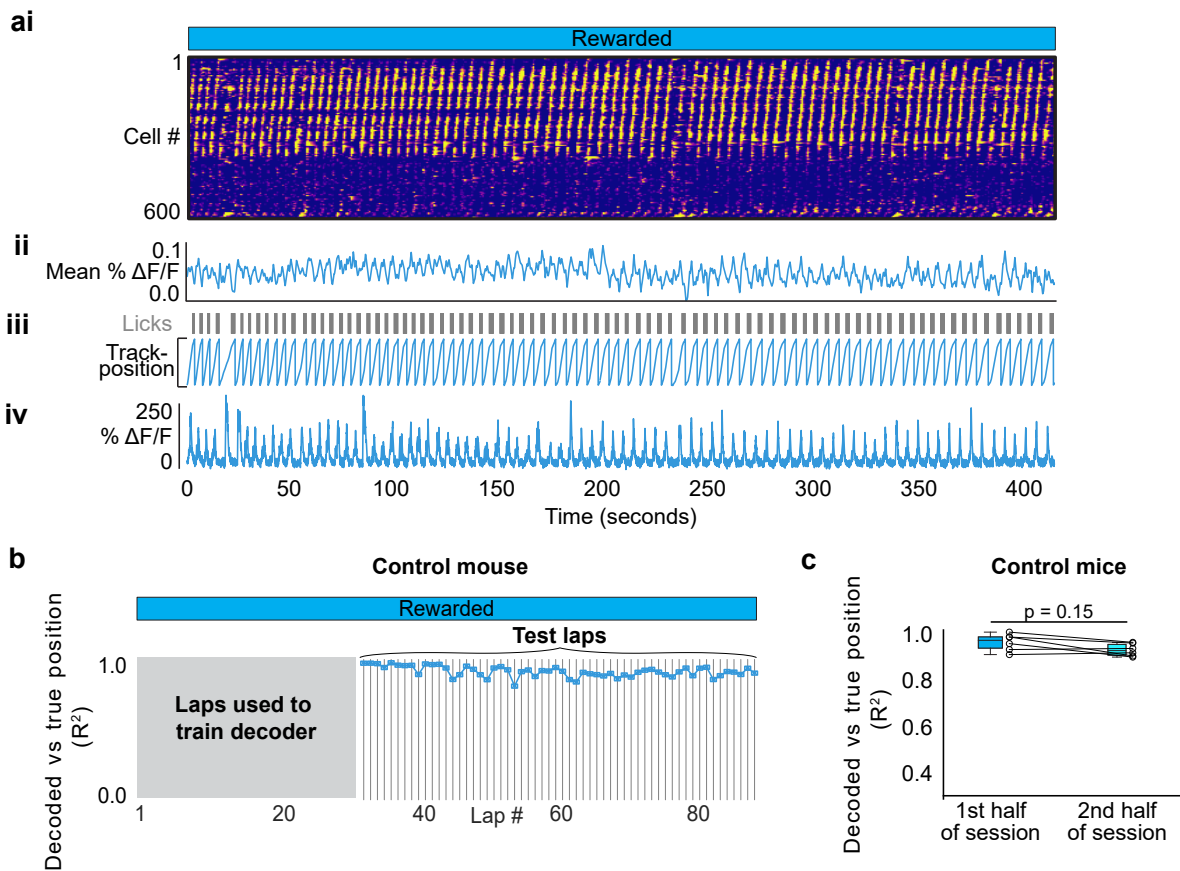 ai
Rewarded
1
Cell #
600
ii
0.1
Mean % ΔF/F
0.0
iii
Licks
Track-
position
iv
250
% ΔF/F
0
0 50 100 150 200 250 300 350 400
Time (seconds)
b
Control mouse
Rewarded
Test laps
Decoded vs true position
(R²)
1.0
Laps used to
train decoder
0.0
1 20 40 Lap # 60 80
c
Control mice
p = 0.15
Decoded vs true position
(R²)
1.0
0.8
0.6
0.4
1st half
of session
2nd half
of session